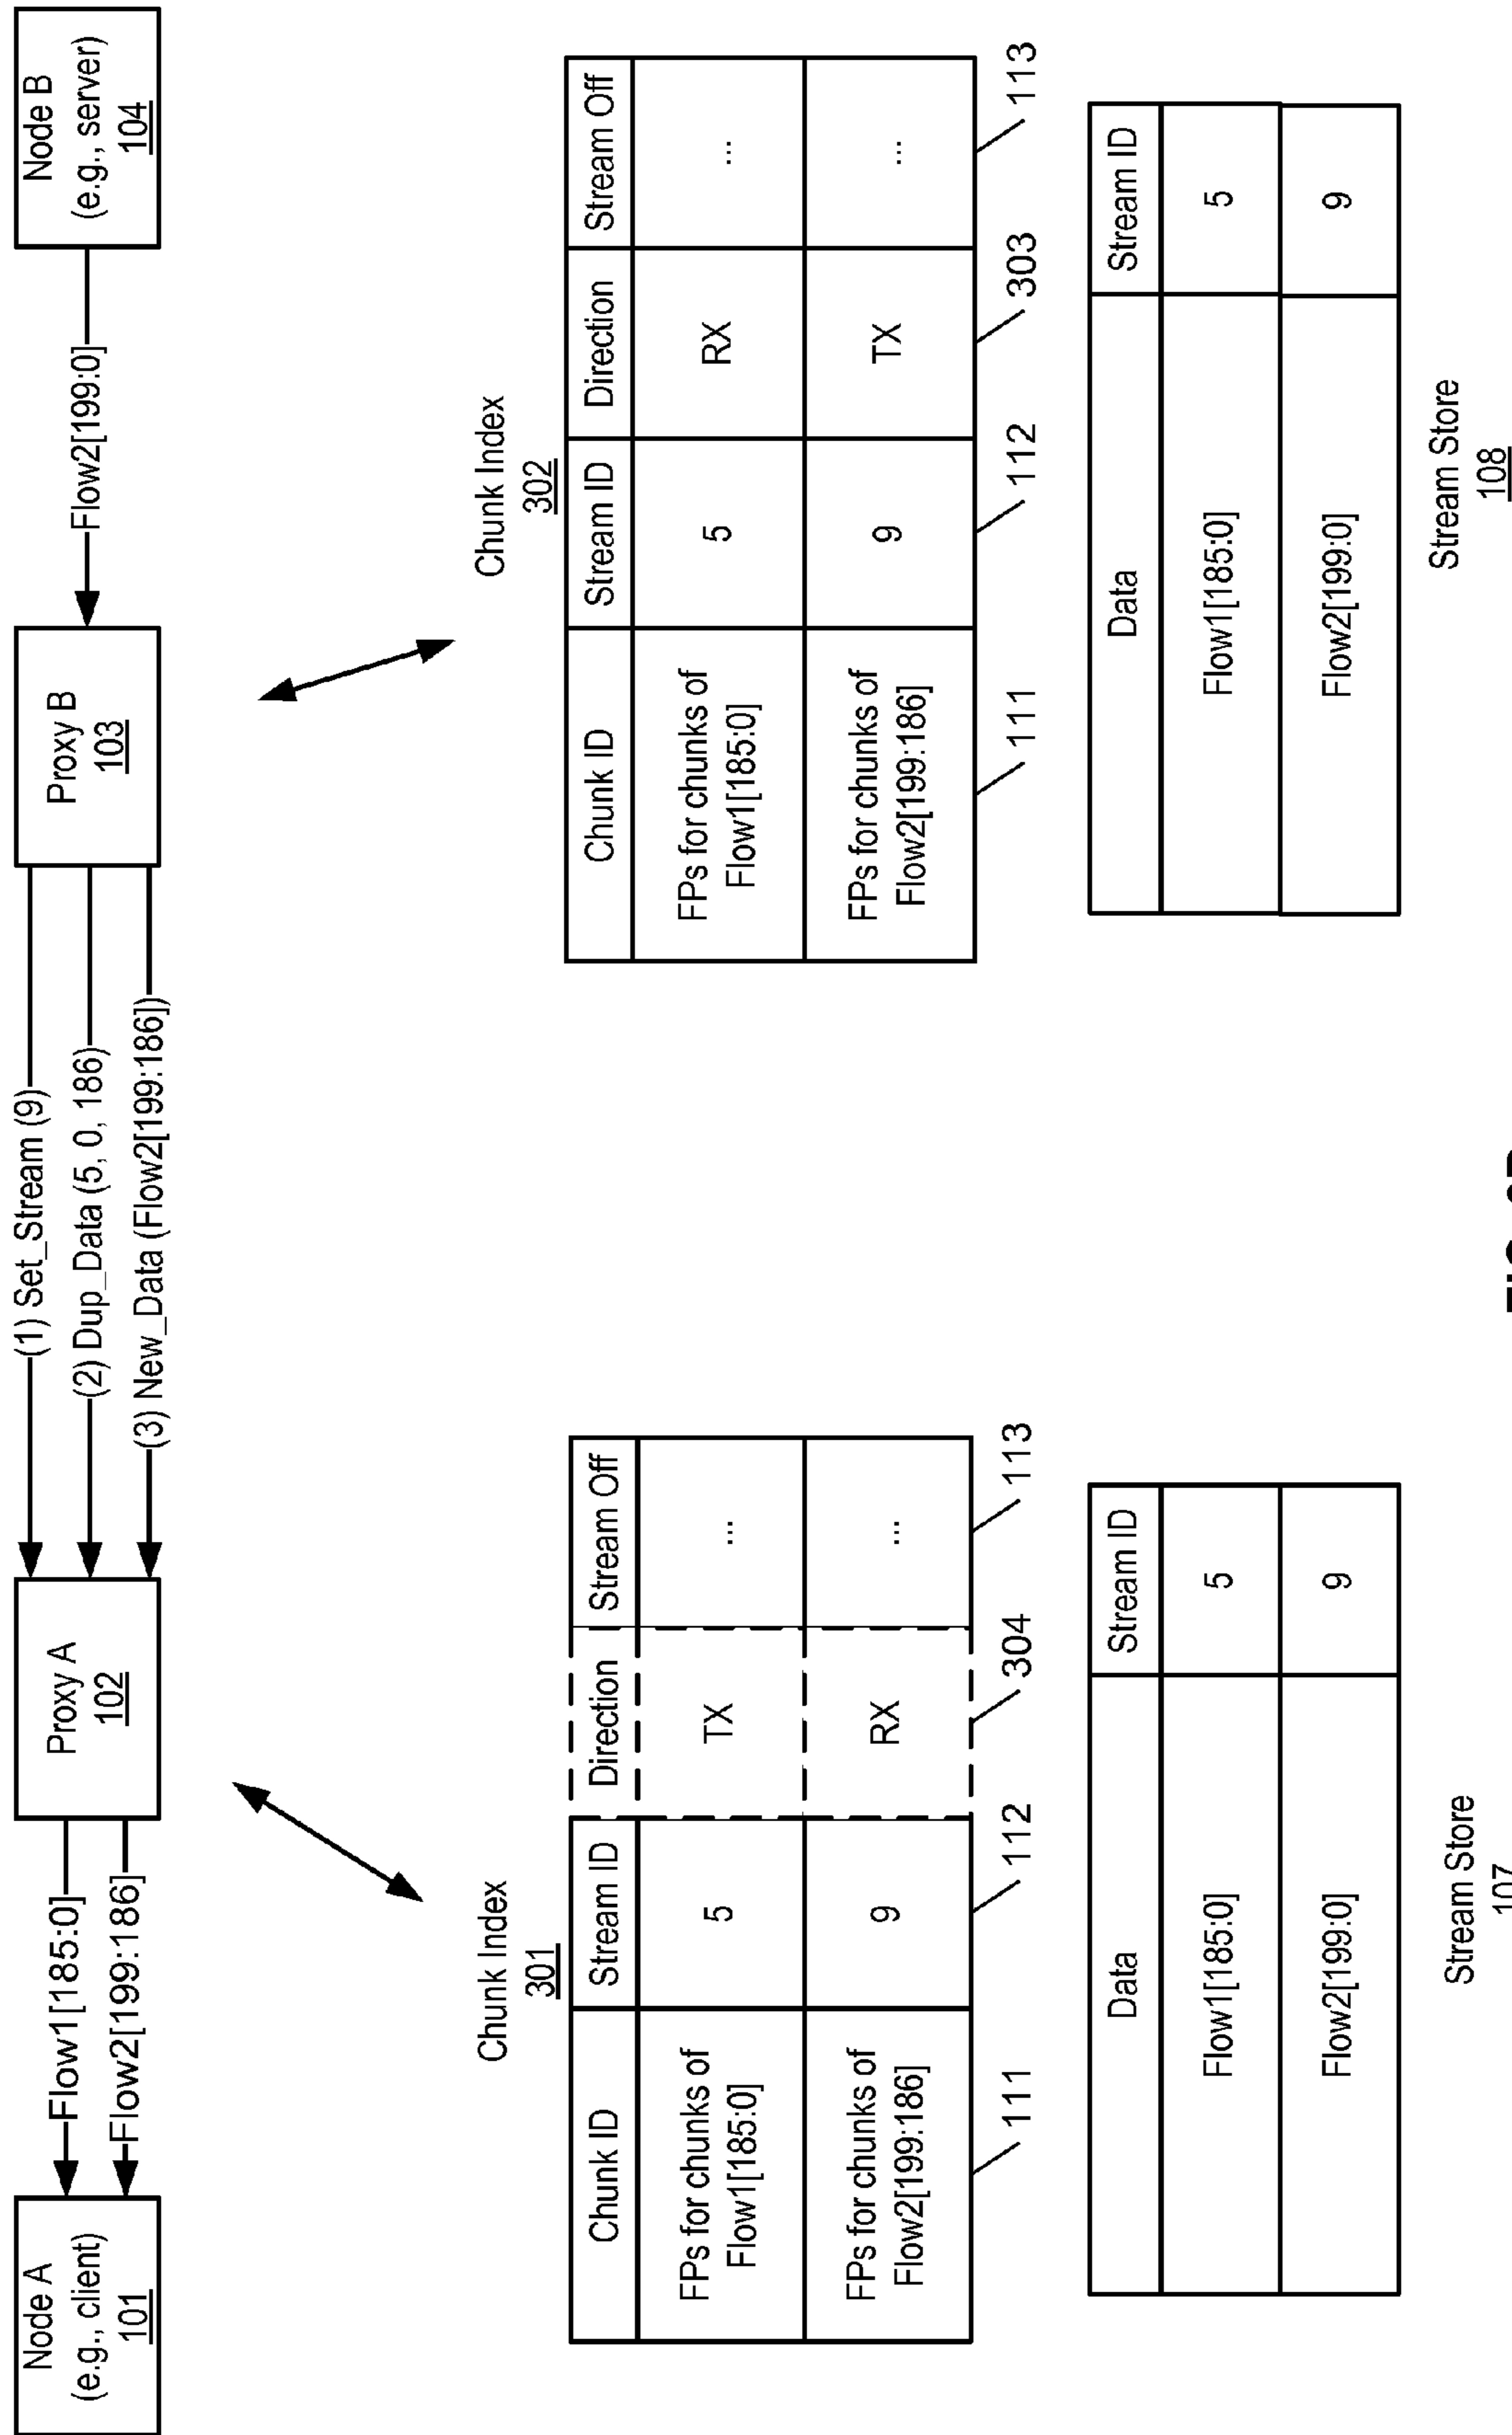 Node A
(e.g., client)
101
Flow1[185:0]
Flow2[199:186]
Proxy A
102
(1) Set_Stream (9)
(2) Dup_Data (5, 0, 186)
(3) New_Data (Flow2[199:186])
Proxy B
103
Flow2[199:0]
Node B
(e.g., server)
104
Chunk Index
301
Chunk ID Stream ID Direction Stream Off
FPs for chunks of
Flow1[185:0] 5 TX ...
FPs for chunks of
Flow2[199:186] 9 RX ...
111 112 304 113
Data Stream ID
Flow1[185:0] 5
Flow2[199:0] 9
Stream Store
107
Chunk Index
302
Chunk ID Stream ID Direction Stream Off
FPs for chunks of
Flow1[185:0] 5 RX ...
FPs for chunks of
Flow2[199:186] 9 TX ...
111 112 303 113
Data Stream ID
Flow1[185:0] 5
Flow2[199:0] 9
Stream Store
108